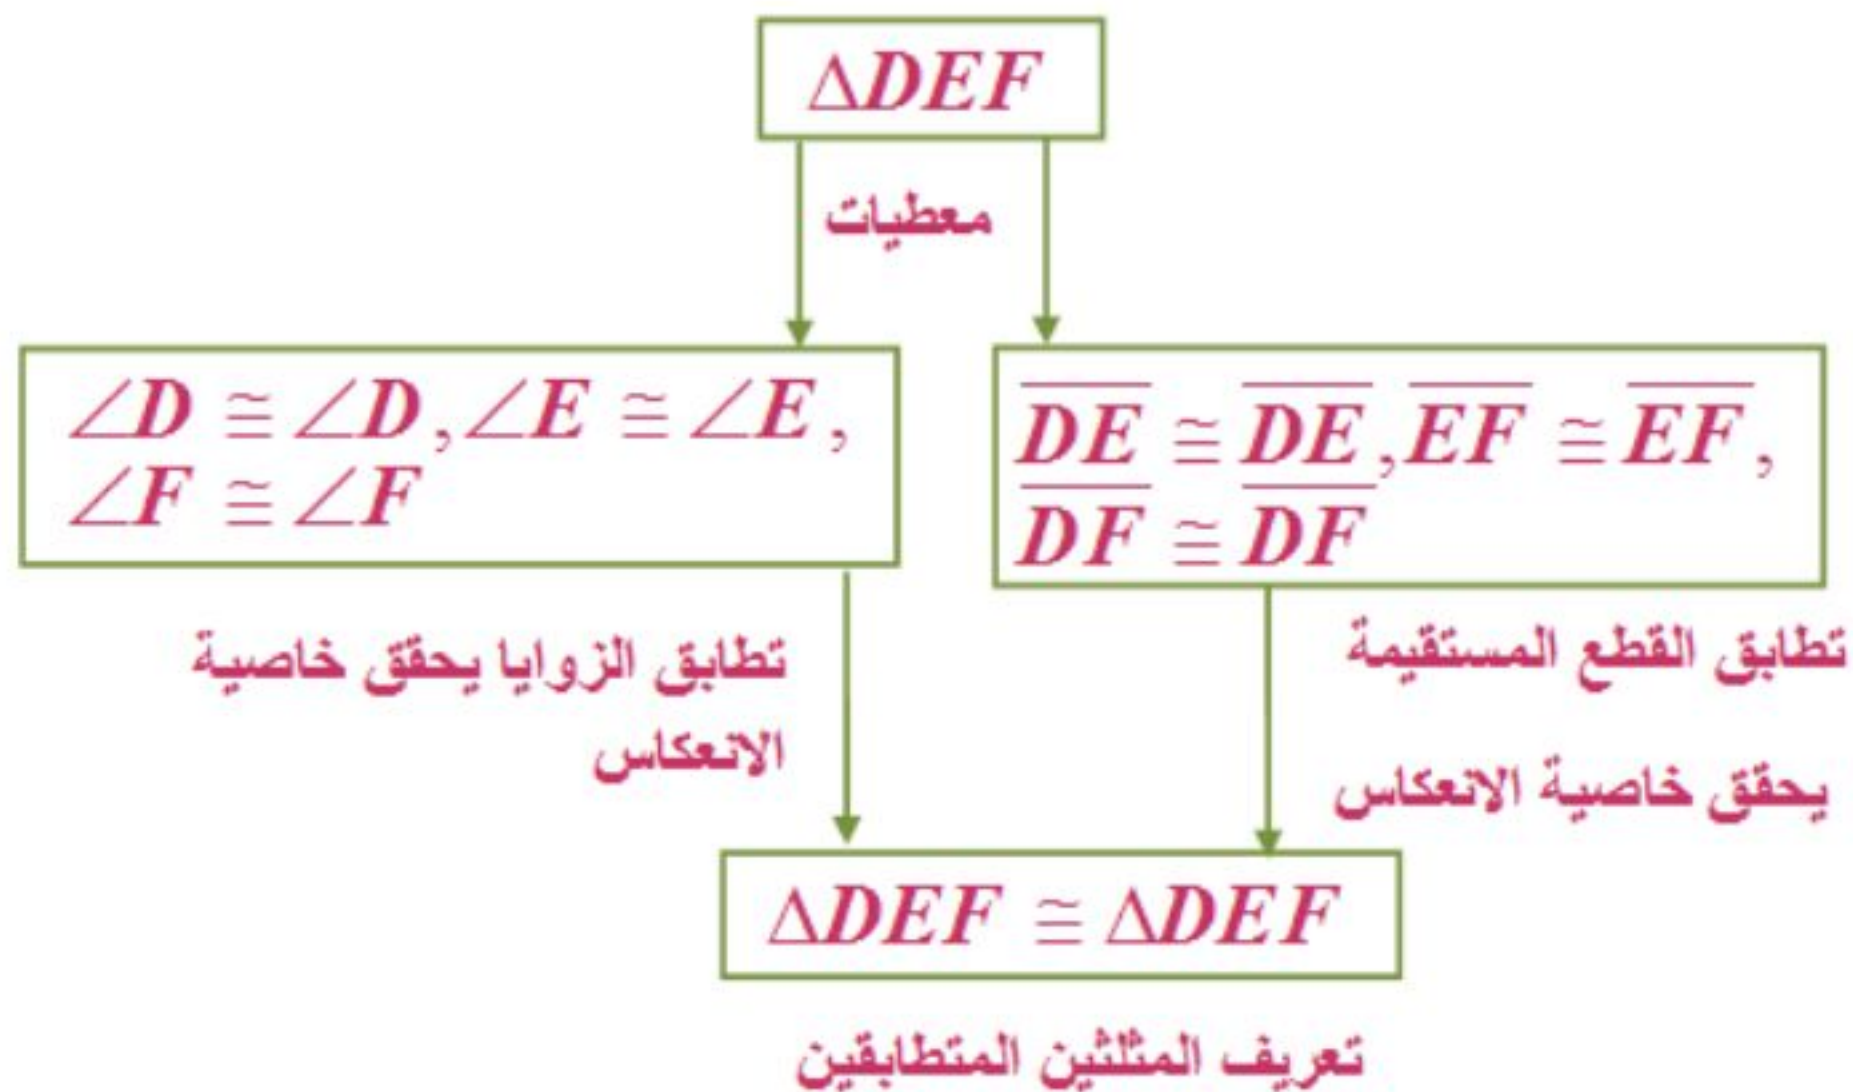 ΔDEF
معطيات
∠D ≅ ∠D, ∠E ≅ ∠E,
∠F ≅ ∠F
DE ≅ DE, EF ≅ EF,
DF ≅ DF
تطابق الزوايا يحقق خاصية
الانعكاس
تطابق القطع المستقيمة
يحقق خاصية الانعكاس
ΔDEF ≅ ΔDEF
تعريف المثلثين المتطابقين